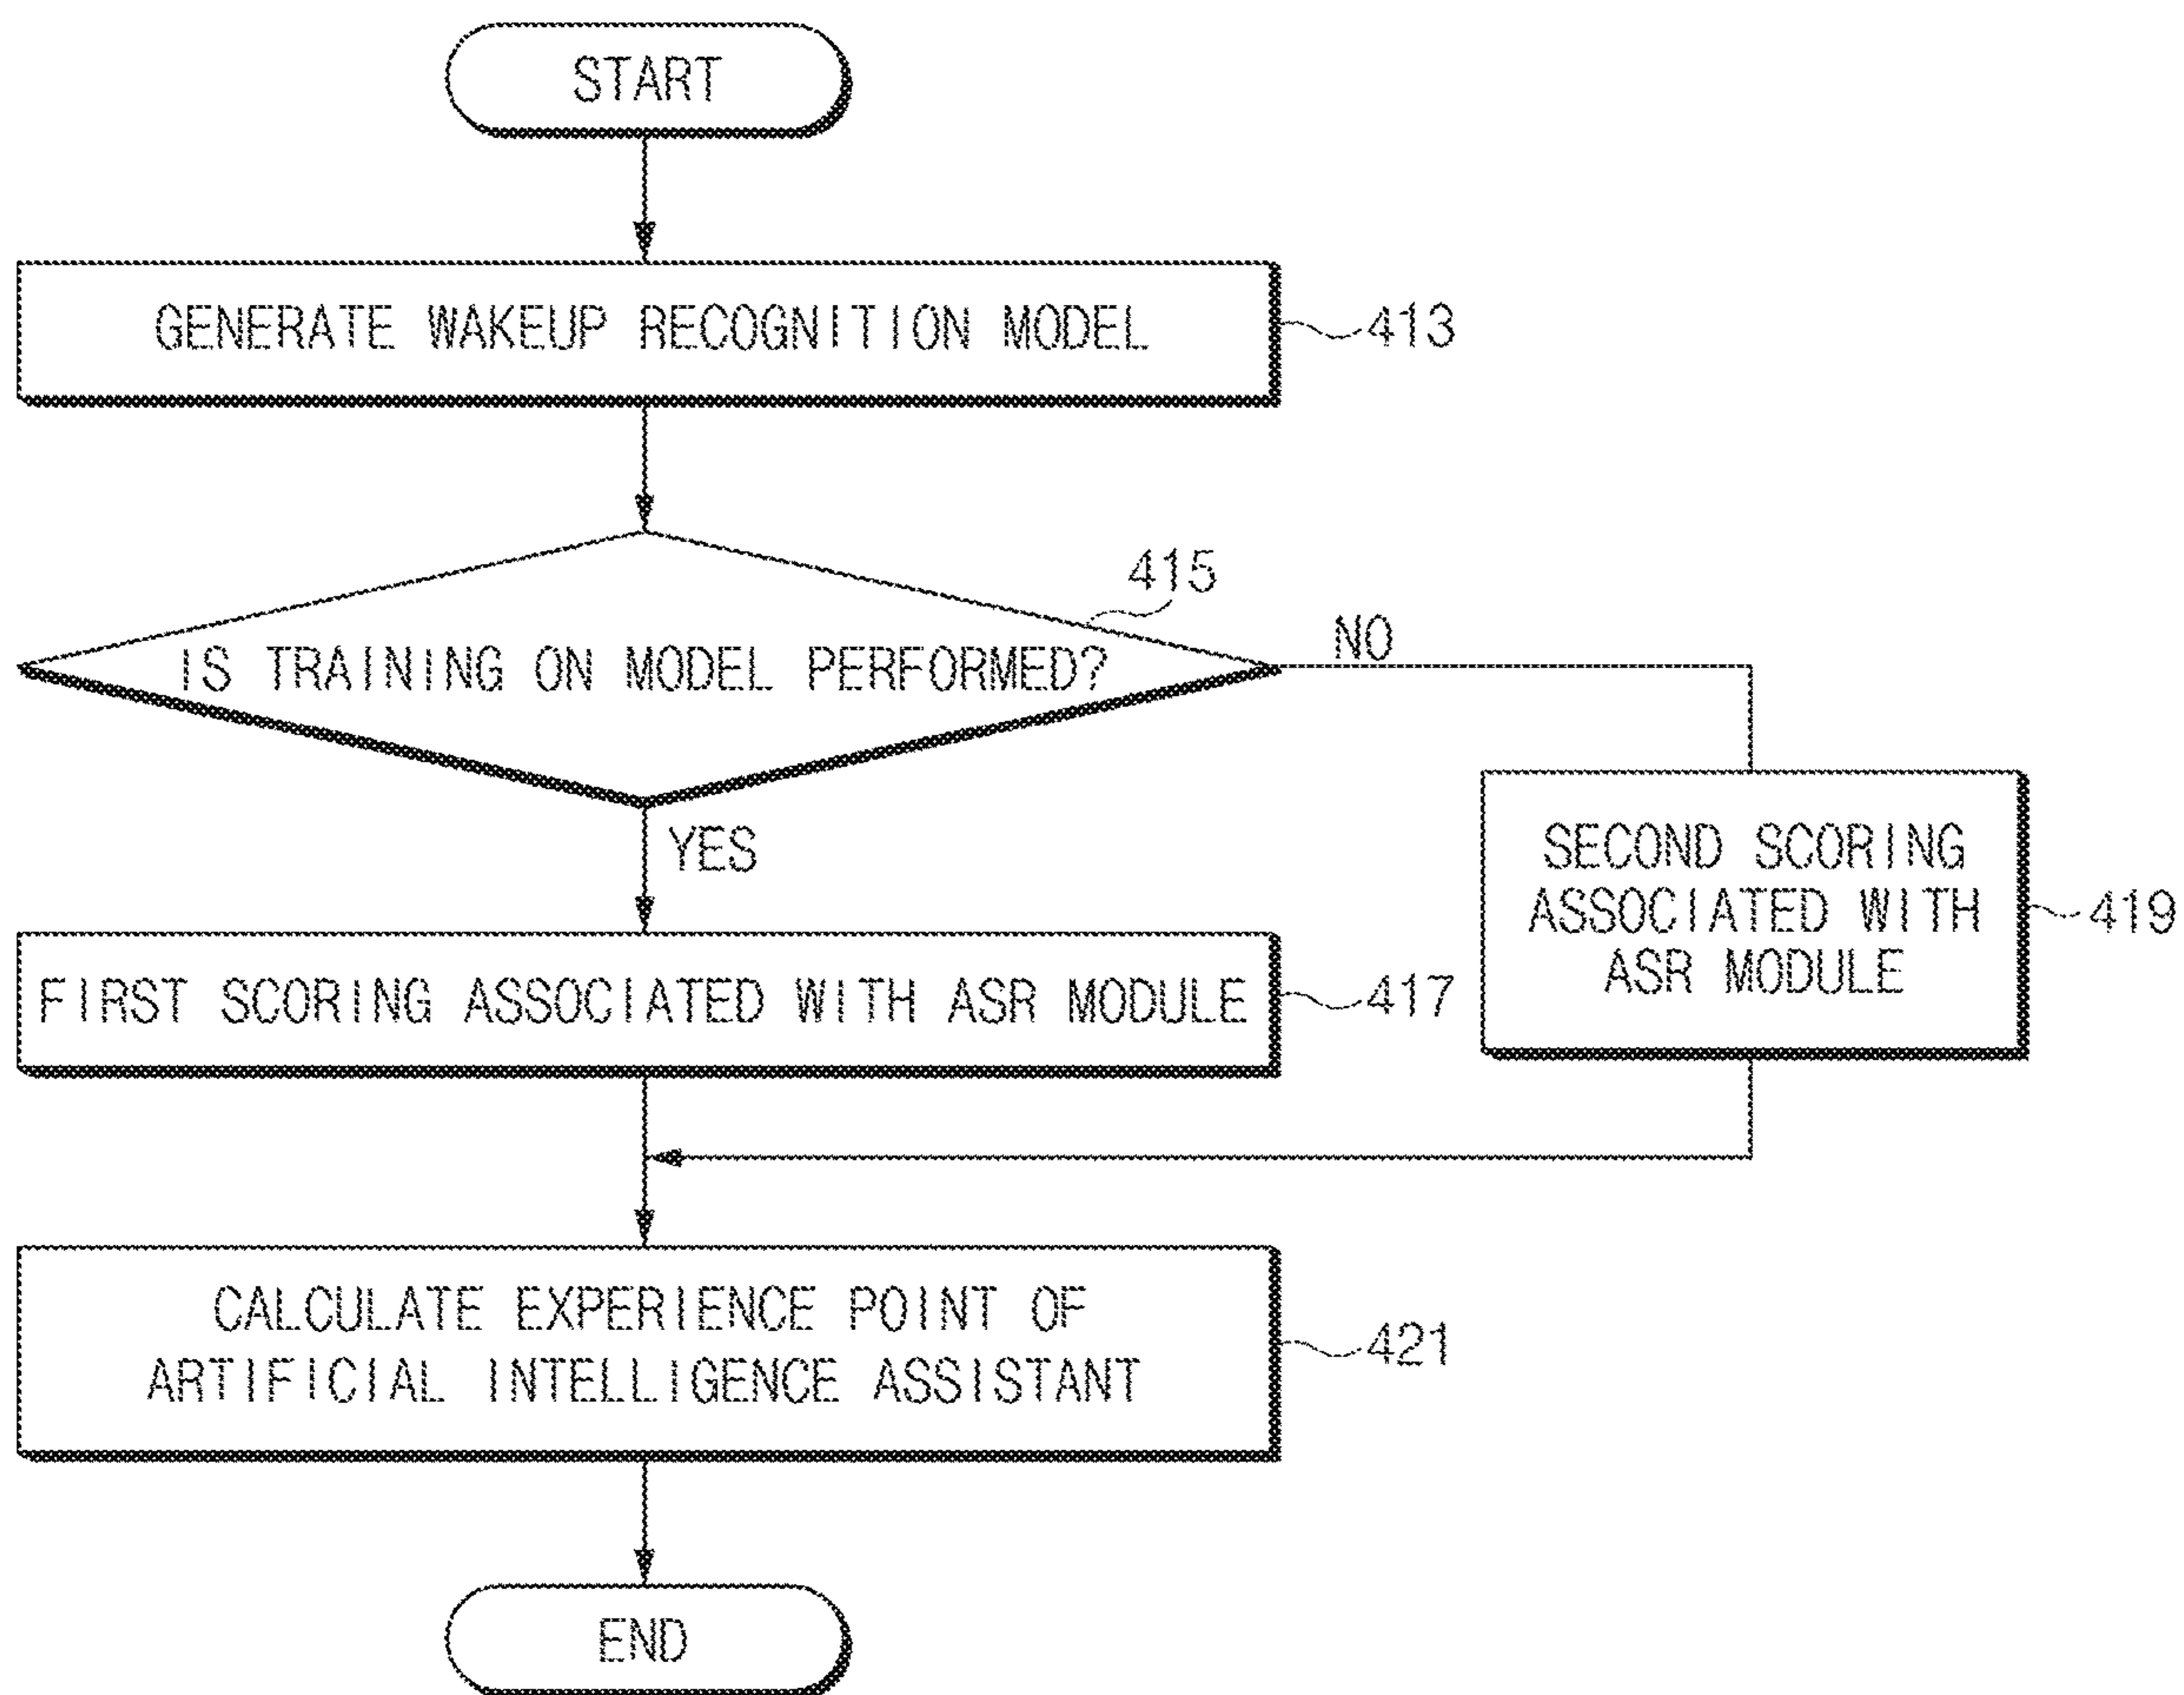 START
GENERATE WAKEUP RECOGNITION MODEL
413
415
IS TRAINING ON MODEL PERFORMED?
NO
YES
SECOND SCORING
ASSOCIATED WITH
ASR MODULE
419
FIRST SCORING ASSOCIATED WITH ASR MODULE
417
CALCULATE EXPERIENCE POINT OF
ARTIFICIAL INTELLIGENCE ASSISTANT
421
END